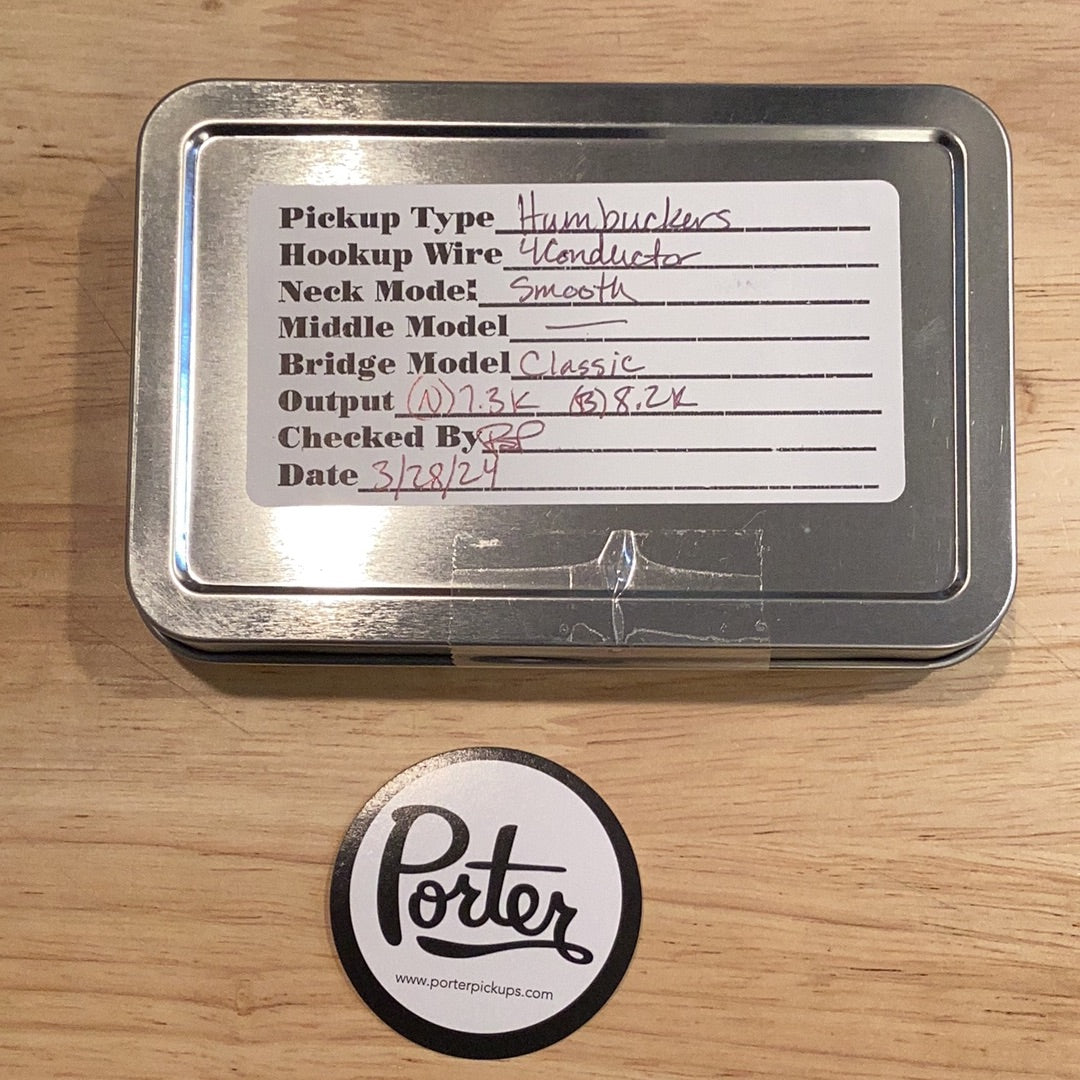 Pickup Type Humbuckers
Hookup Wire 4Conductor
Neck Model Smooth
Middle Model —
Bridge Model Classic
Output (N)7.3K (B)8.2K
Checked By
Date 3/28/24
Porter
www.porterpickups.com